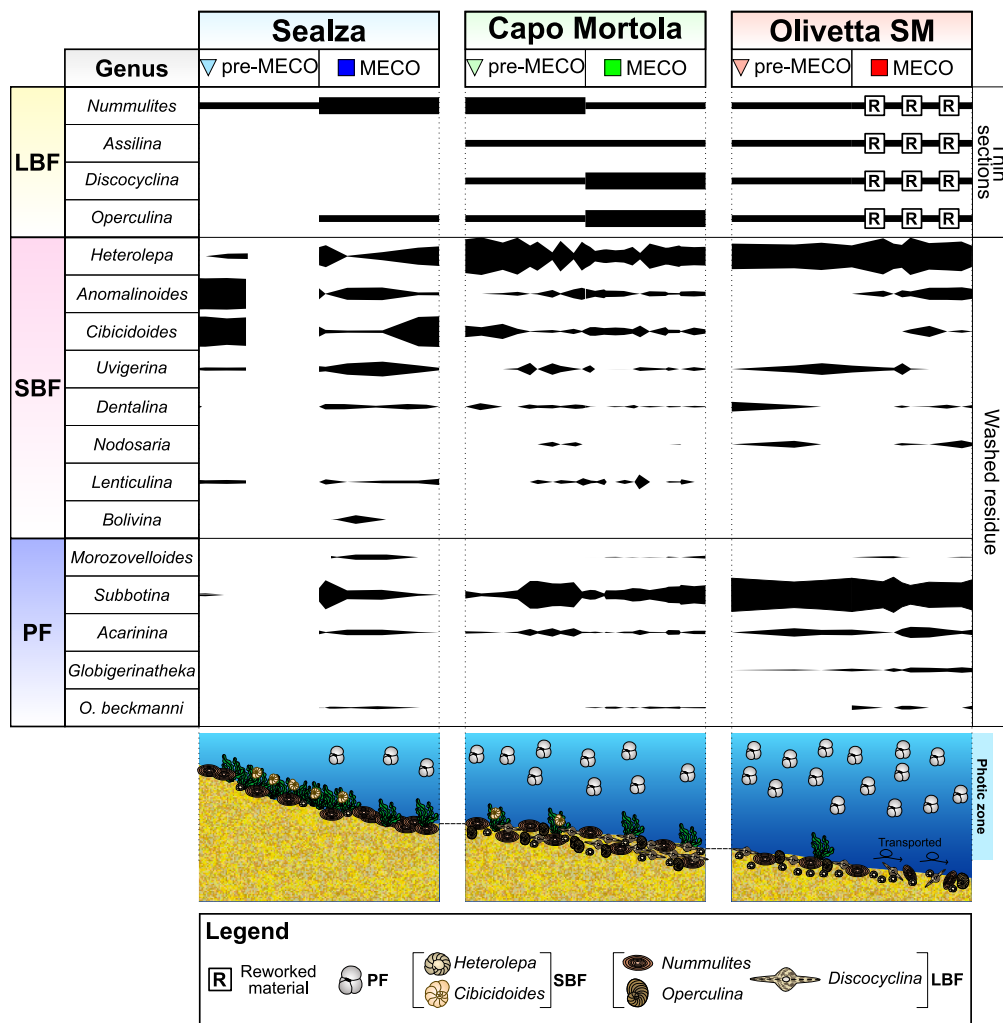 Sealza
Capo Mortola
Olivetta SM
Genus
pre-MECO
MECO
pre-MECO
MECO
pre-MECO
MECO
LBF
Nummulites
R R R
Assilina
R R R
Discocyclina
R R R
Operculina
R R R
Thin
sections
SBF
Heterolepa
Anomalinoides
Cibicidoides
Uvigerina
Dentalina
Nodosaria
Lenticulina
Bolivina
Washed residue
PF
Morozovelloides
Subbotina
Acarinina
Globigerinatheka
O. beckmanni
Photic zone
Transported
Legend
R
Reworked
material
PF
Heterolepa
Cibicidoides
SBF
Nummulites
Operculina
Discocyclina
LBF